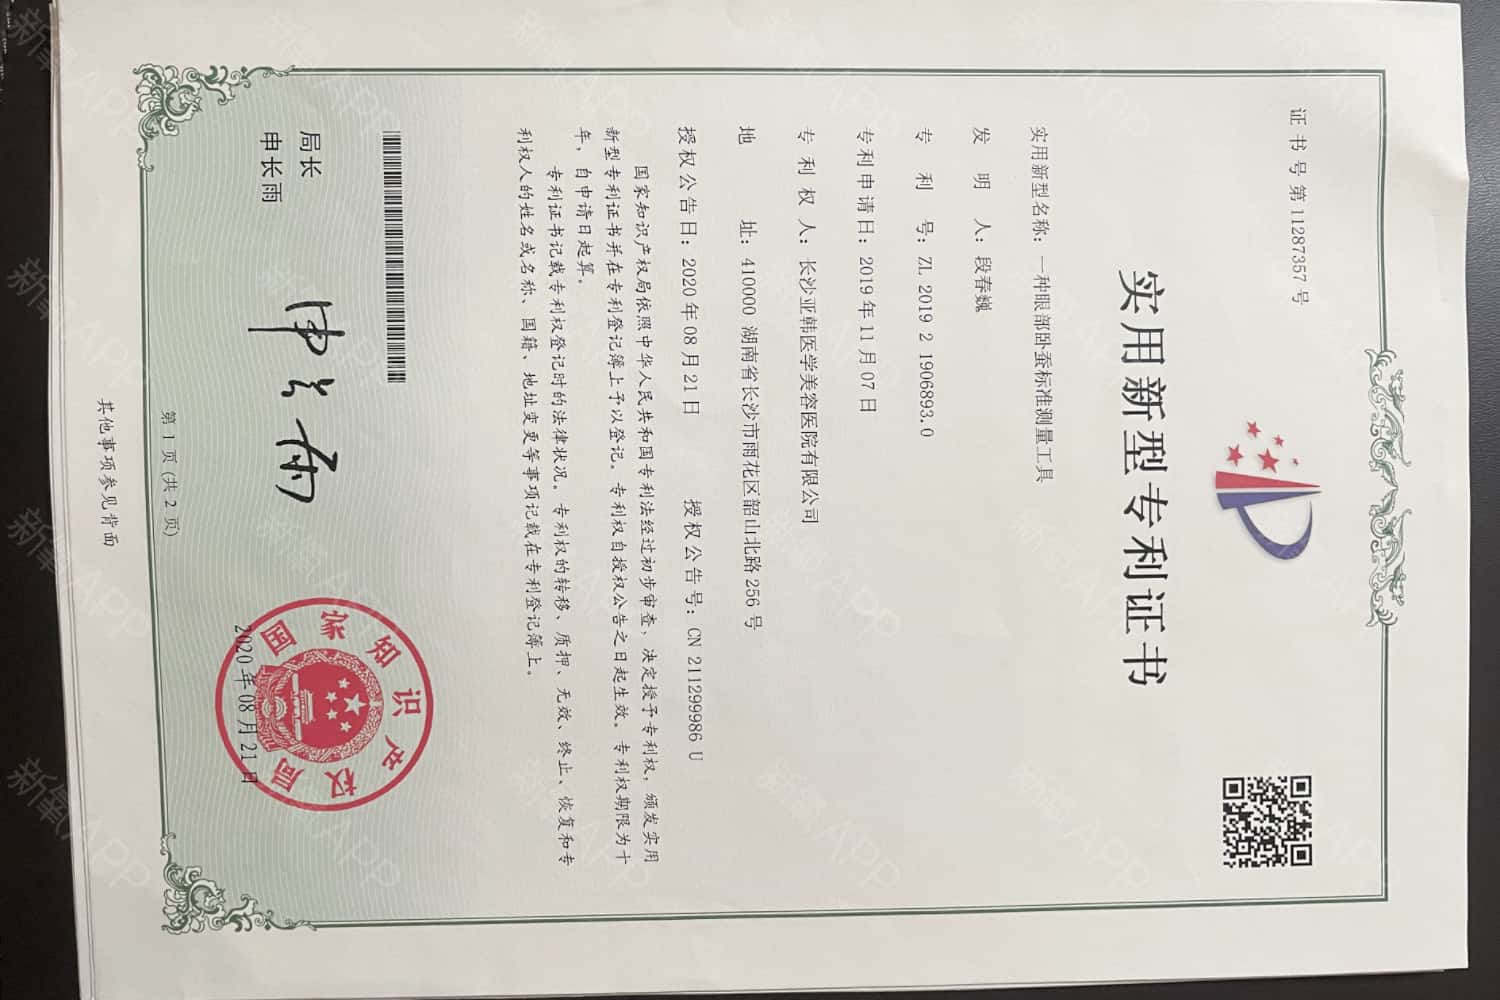 证书号第11287357号
实用新型专利证书
实用新型名称：一种眼部卧蚕标准测量工具
发明人：段春巍
专利号：ZL 2019 2 1906893.0
专利申请日：2019年11月07日
专利权人：长沙亚韩医学美容医院有限公司
地址：410000 湖南省长沙市雨花区韶山北路256号
授权公告日：2020年08月21日 授权公告号：CN 211299986 U
国家知识产权局依照中华人民共和国专利法经过初步审查，决定授予专利权，颁发实用
新型专利证书并在专利登记簿上予以登记。专利权自授权公告之日起生效。专利权期限为十
年，自申请日起算。
专利证书记载专利权登记时的法律状况。专利权的转移、质押、无效、终止、恢复和专
利权人的姓名或名称、国籍、地址变更等事项记载在专利登记簿上。
局长
申长雨
申长雨
国家知识产权局
2020年08月21日
第1页(共2页)
其他事项参见背面
新氧APP